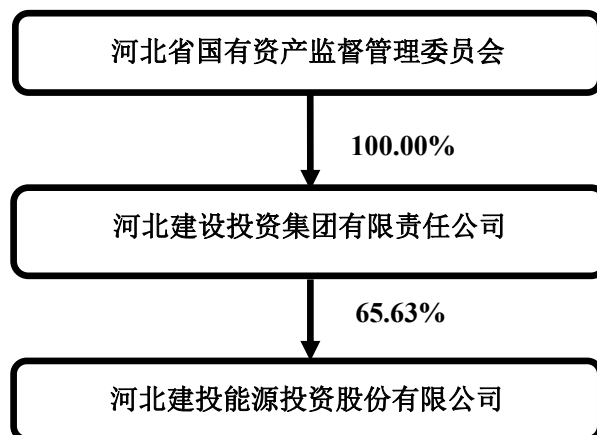 河北省国有资产监督管理委员会
100.00%
河北建设投资集团有限责任公司
65.63%
河北建投能源投资股份有限公司